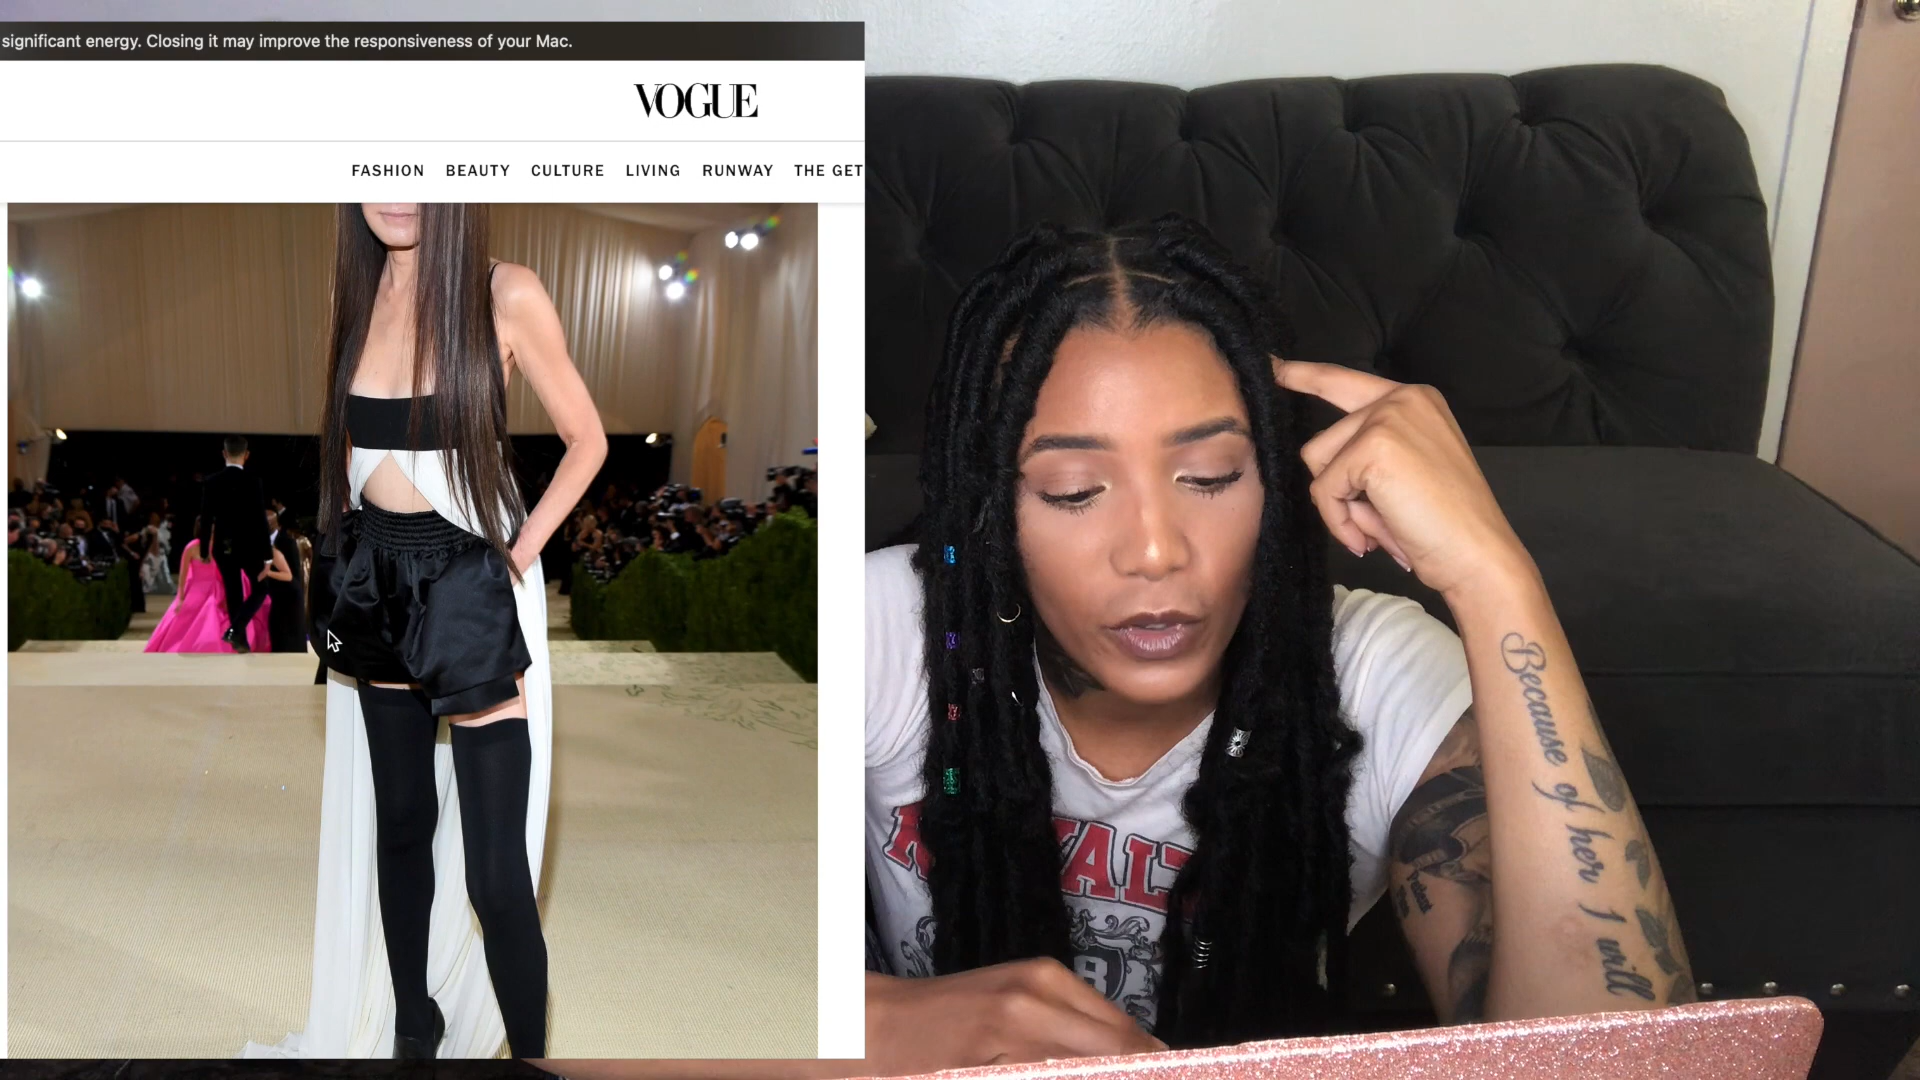 significant energy. Closing it may improve the responsiveness of your Mac.
VOGUE
FASHION BEAUTY CULTURE LIVING RUNWAY THE GET
Because of her I will